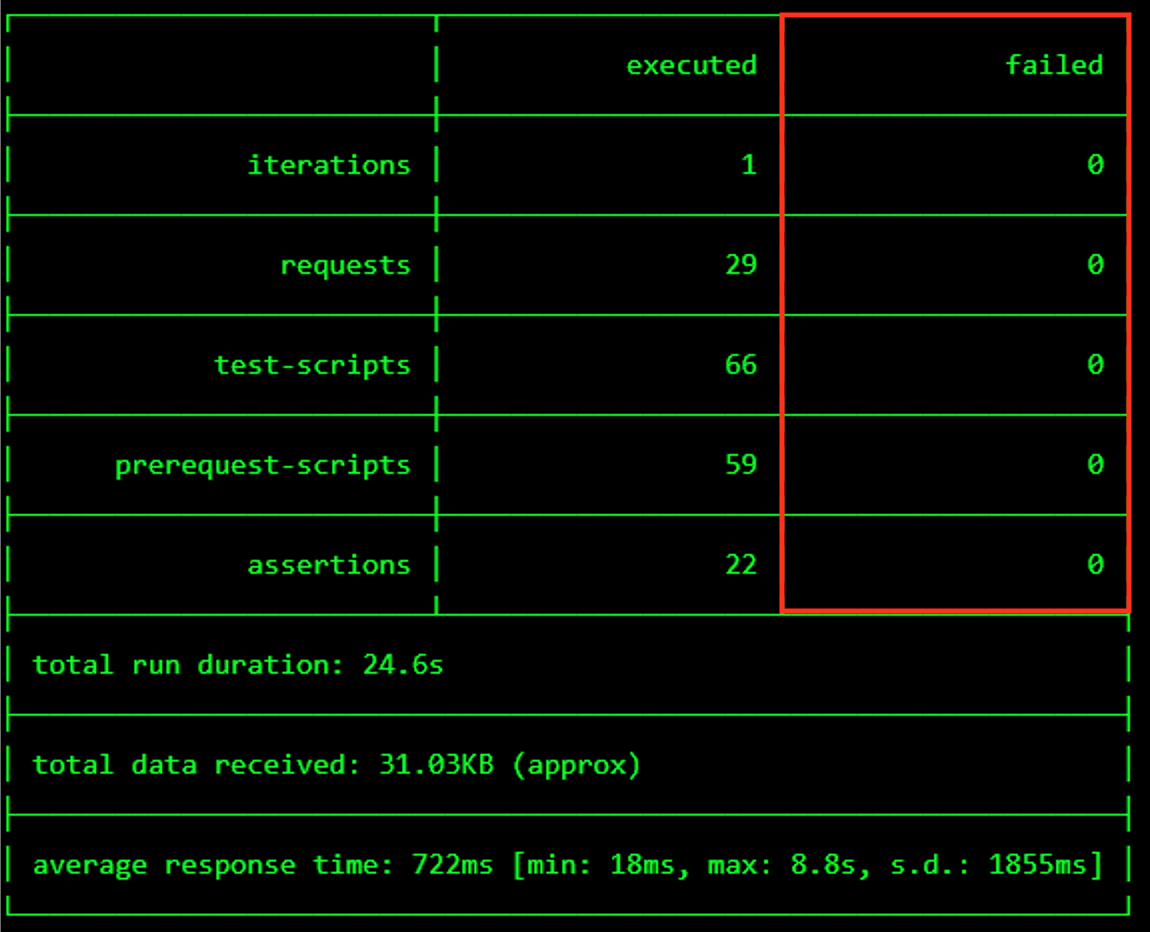 executed failed
iterations 1 0
requests 29 0
test-scripts 66 0
prerequest-scripts 59 0
assertions 22 0
total run duration: 24.6s
total data received: 31.03KB (approx)
average response time: 722ms [min: 18ms, max: 8.8s, s.d.: 1855ms]